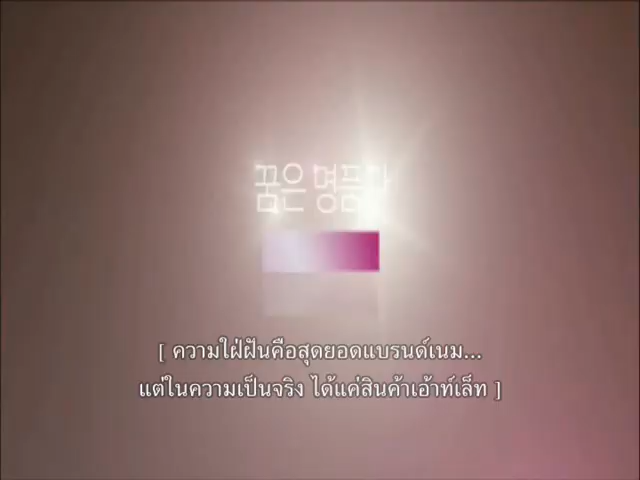 꿈은 명품
[ ความใฝ่ฝันคือสุดยอดแบรนด์เนม...
แต่ในความเป็นจริง ได้แค่สินค้าเอ้าท์เล็ท ]